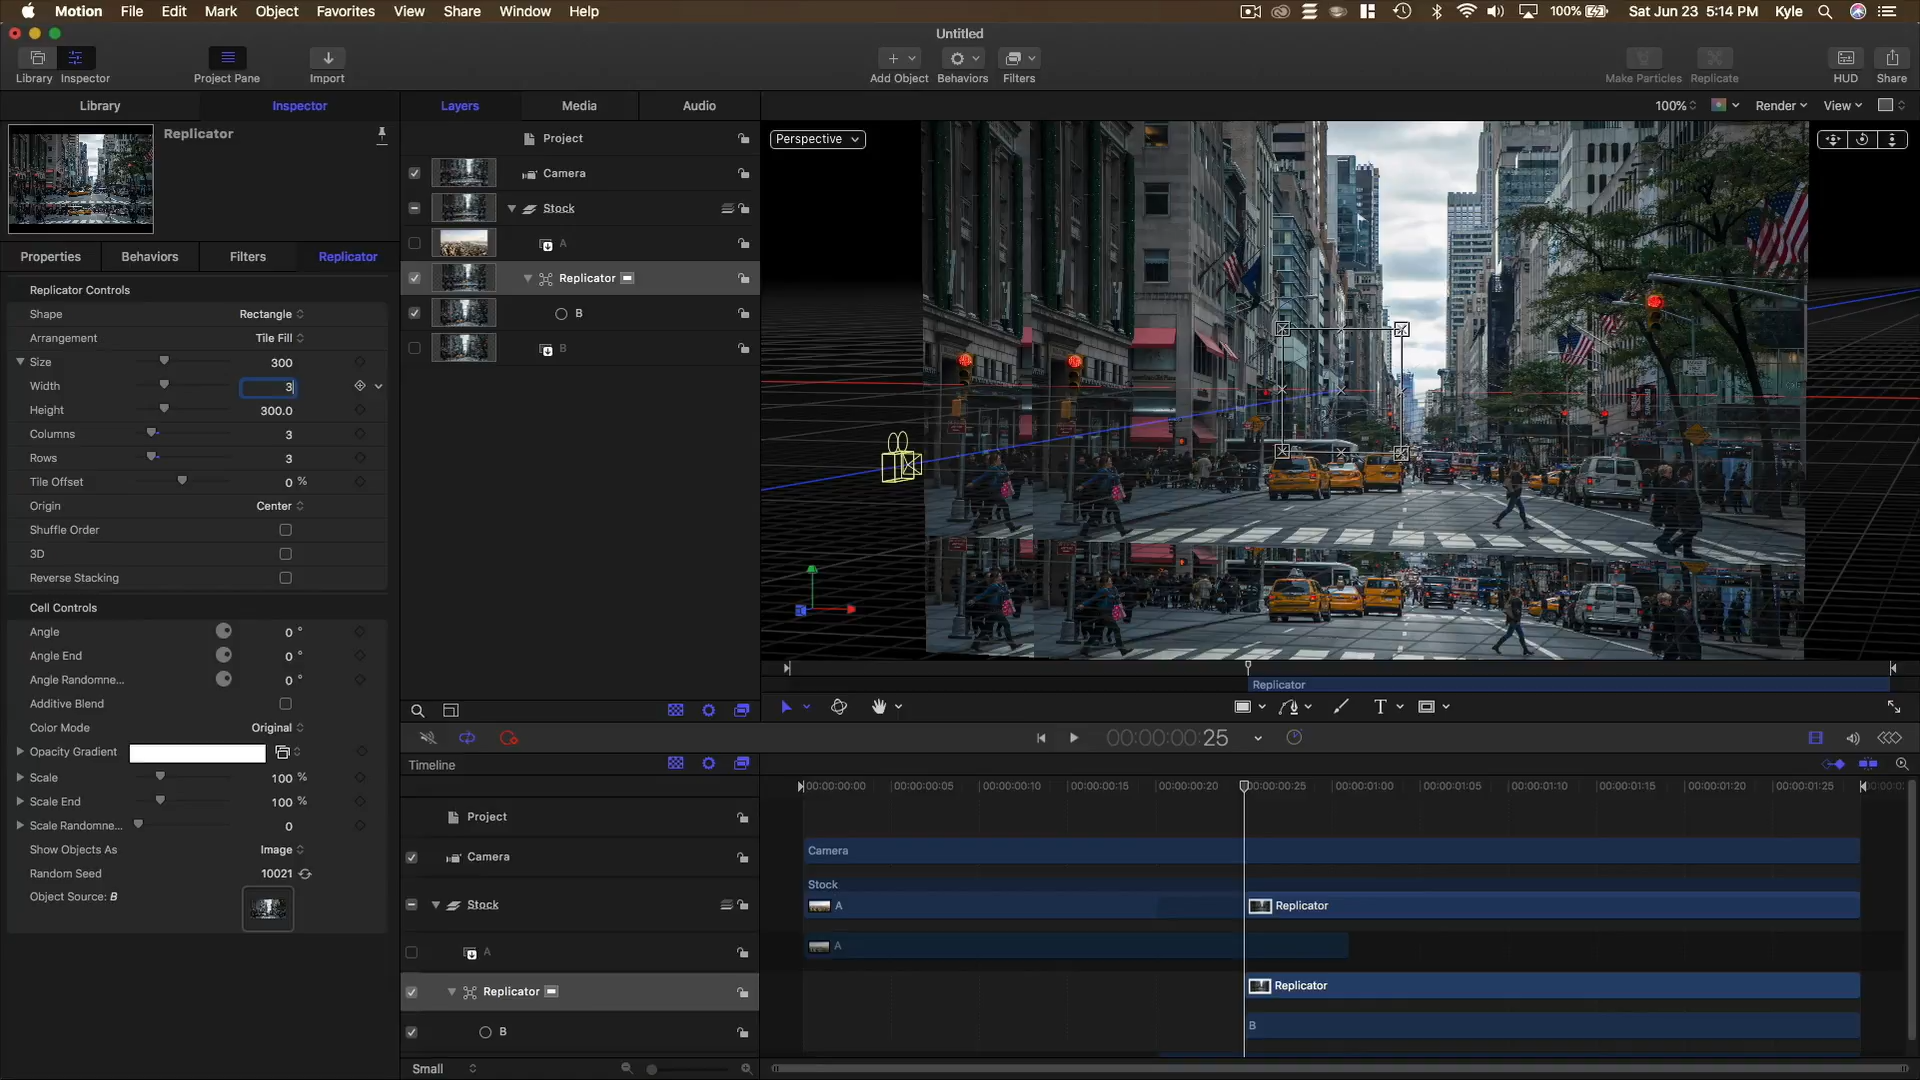 Motion File Edit Mark Object Favorites View Share Window Help 100% Sat Jun 23 5:14 PM Kyle
Untitled
Library Inspector Project Pane Import Add Object Behaviors Filters Make Particles Replicate HUD Share
Library Inspector Layers Media Audio 100% Render View
Replicator
Project
Perspective
Camera
Stock
A
Properties Behaviors Filters Replicator
Replicator
B
B
Replicator Controls
Shape Rectangle
Arrangement Tile Fill
Size 300
Width 3
Height 300.0
Columns 3
Rows 3
Tile Offset 0 %
Origin Center
Shuffle Order
3D
Reverse Stacking
Cell Controls
Angle 0 °
Angle End 0 °
Angle Randomne... 0 °
Additive Blend
Color Mode Original
Opacity Gradient
Scale 100 %
Scale End 100 %
Scale Randomne... 0
Show Objects As Image
Random Seed 10021
Object Source: B
Replicator
T
00:00:00:25
Timeline
00:00:00:00 00:00:00:05 00:00:00:10 00:00:00:15 00:00:00:20 00:00:00:25 00:00:01:00 00:00:01:05 00:00:01:10 00:00:01:15 00:00:01:20 00:00:01:25
Project
Camera Camera
Stock
Stock A Replicator
A A
Replicator Replicator
B B
Small